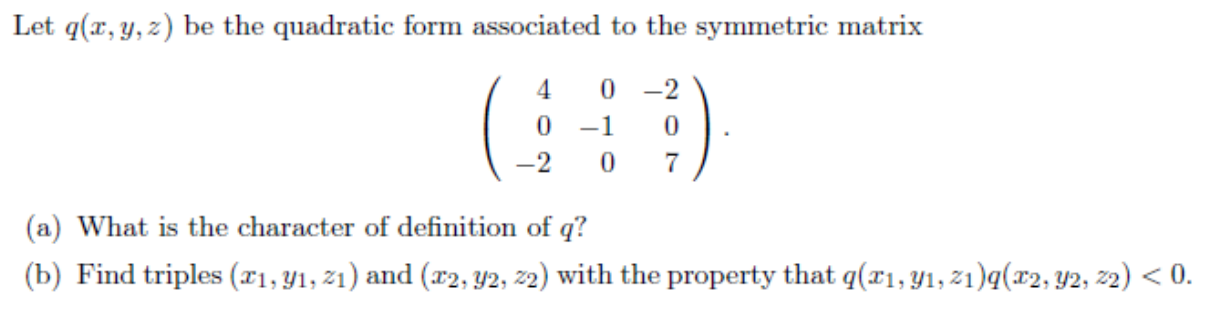 Let q(x, y, z) be the quadratic form associated to the symmetric matrix
( 4 0 −2
0 −1 0
−2 0 7 ) .
(a) What is the character of definition of q?
(b) Find triples (x₁, y₁, z₁) and (x₂, y₂, z₂) with the property that q(x₁, y₁, z₁)q(x₂, y₂, z₂) < 0.